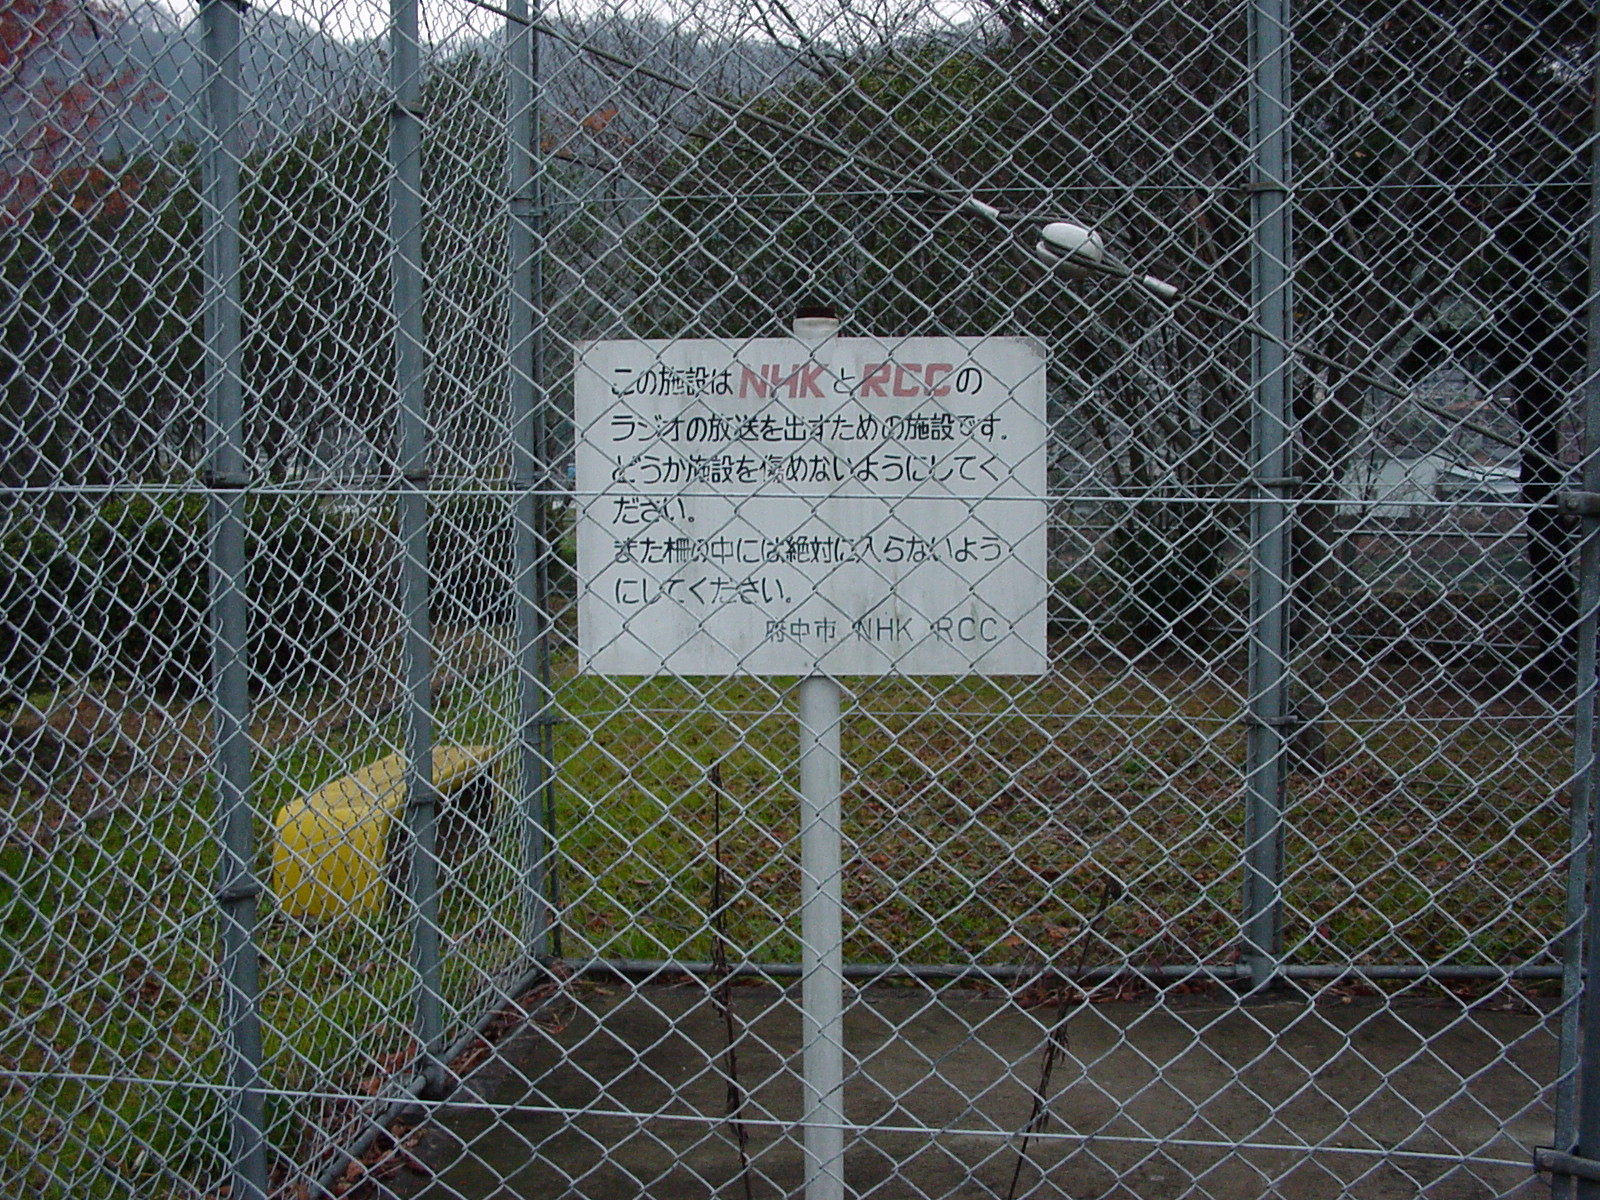 この施設はNHKとRCCの
ラジオの放送を出すための施設です。
どうか施設を傷めないようにしてく
ださい。
また柵の中には絶対に入らないよう
にしてください。
府中市 NHK RCC